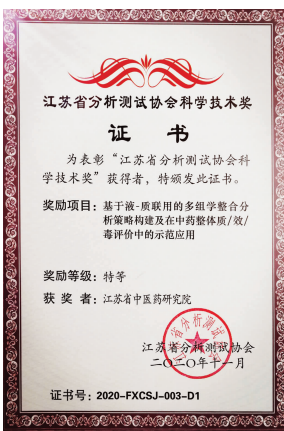 江苏省分析测试协会科学技术奖
证书
为表彰“江苏省分析测试协会科
学技术奖”获得者，特颁发此证书。
奖励项目：基于液-质联用的多组学整合分
析策略构建及在中药整体质/效/
毒评价中的示范应用
奖励等级：特等
获奖者：江苏省中医药研究院
江苏省分析测试协会
二〇二〇年十一月
证书号：2020-FXCSJ-003-D1